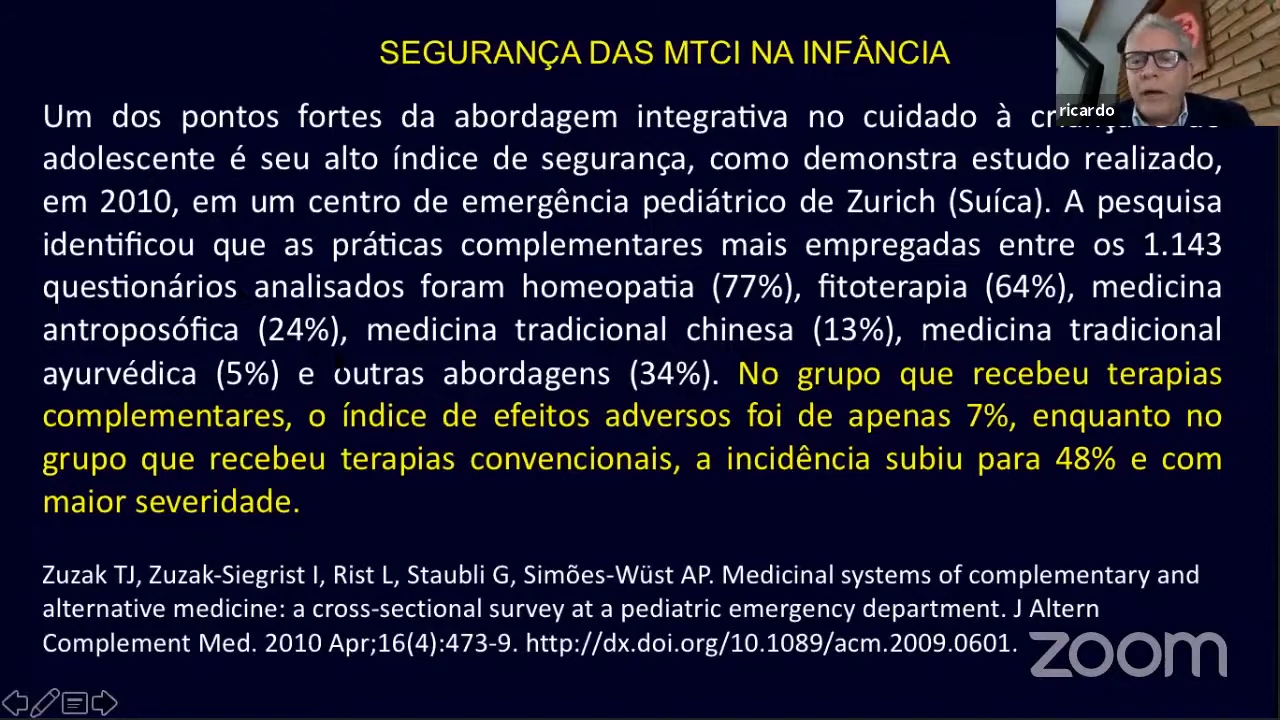 SEGURANÇA DAS MTCI NA INFÂNCIA
ricardo
Um dos pontos fortes da abordagem integrativa no cuidado à
adolescente é seu alto índice de segurança, como demonstra estudo realizado,
em 2010, em um centro de emergência pediátrico de Zurich (Suíca). A pesquisa
identificou que as práticas complementares mais empregadas entre os 1.143
questionários analisados foram homeopatia (77%), fitoterapia (64%), medicina
antroposófica (24%), medicina tradicional chinesa (13%), medicina tradicional
ayurvédica (5%) e outras abordagens (34%). No grupo que recebeu terapias
complementares, o índice de efeitos adversos foi de apenas 7%, enquanto no
grupo que recebeu terapias convencionais, a incidência subiu para 48% e com
maior severidade.
Zuzak TJ, Zuzak-Siegrist I, Rist L, Staubli G, Simões-Wüst AP. Medicinal systems of complementary and
alternative medicine: a cross-sectional survey at a pediatric emergency department. J Altern
Complement Med. 2010 Apr;16(4):473-9. http://dx.doi.org/10.1089/acm.2009.0601.
zoom